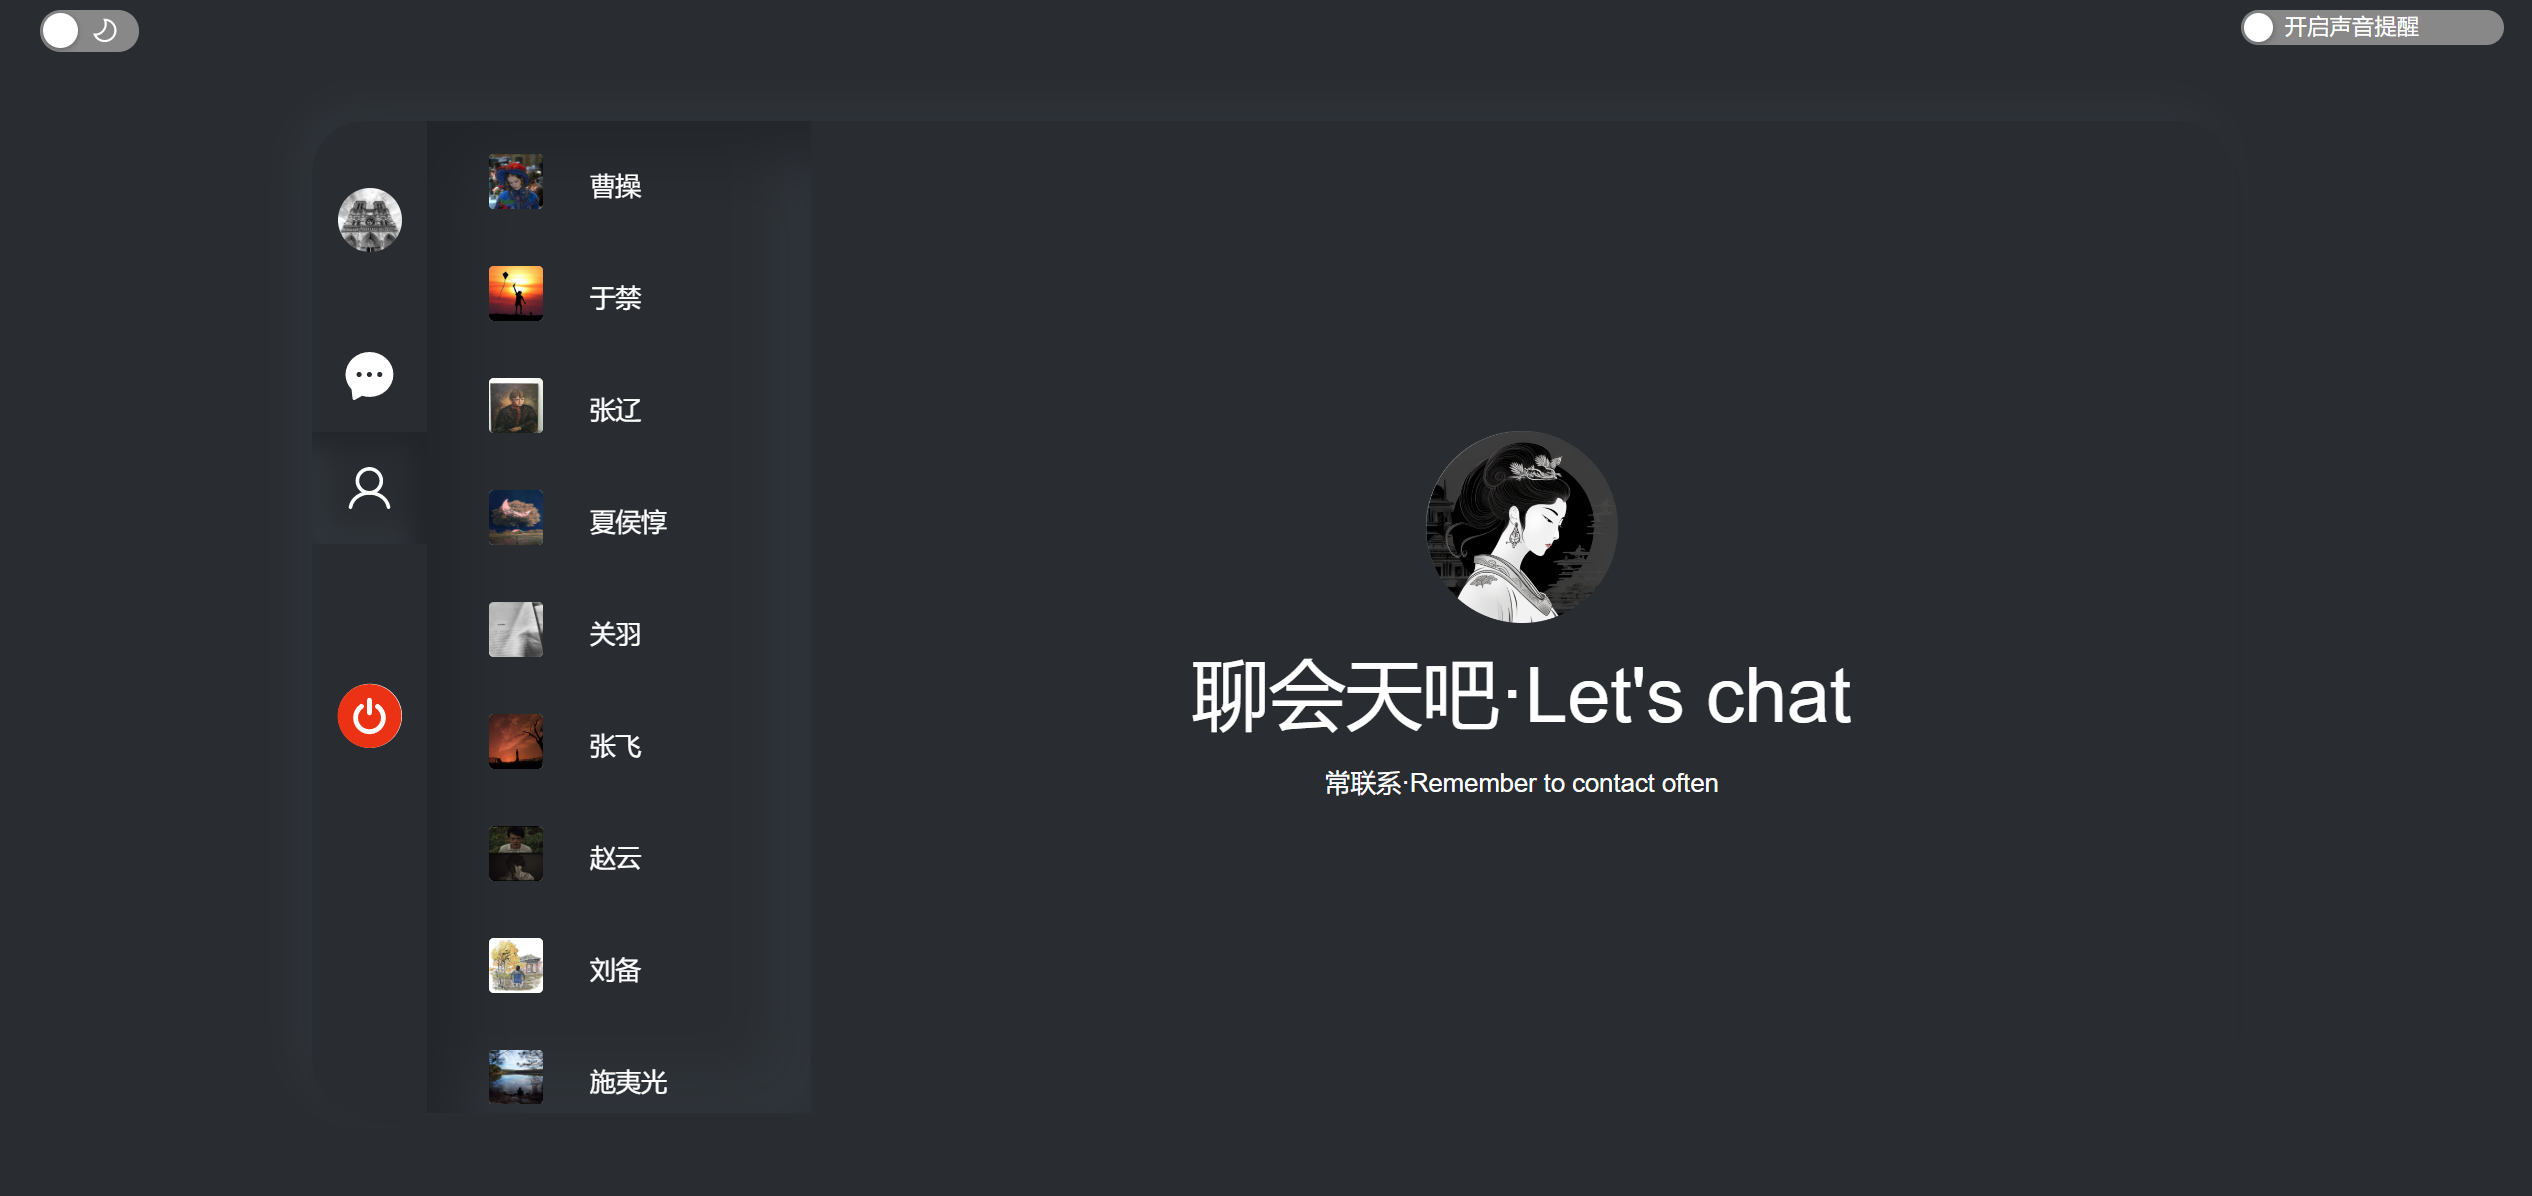 开启声音提醒
曹操
于禁
张辽
夏侯惇
关羽
张飞
赵云
刘备
施夷光
聊会天吧·Let's chat
常联系·Remember to contact often